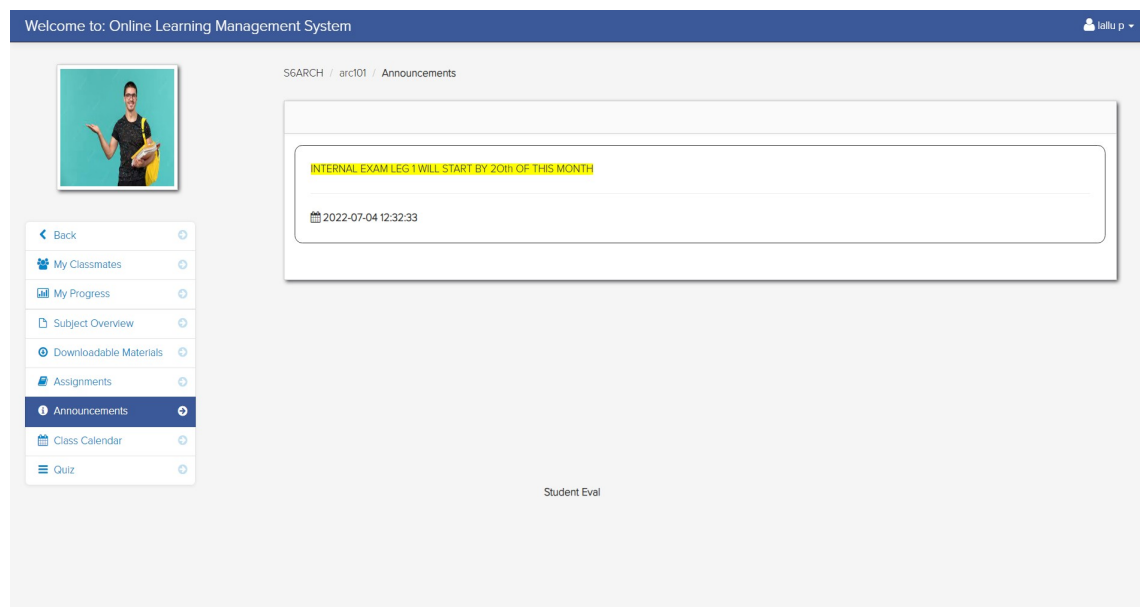 Welcome to: Online Learning Management System
lallu p
S6ARCH / arc101 / Announcements
INTERNAL EXAM LEG 1 WILL START BY 20th OF THIS MONTH
2022-07-04 12:32:33
Back
My Classmates
My Progress
Subject Overview
Downloadable Materials
Assignments
Announcements
Class Calendar
Quiz
Student Eval